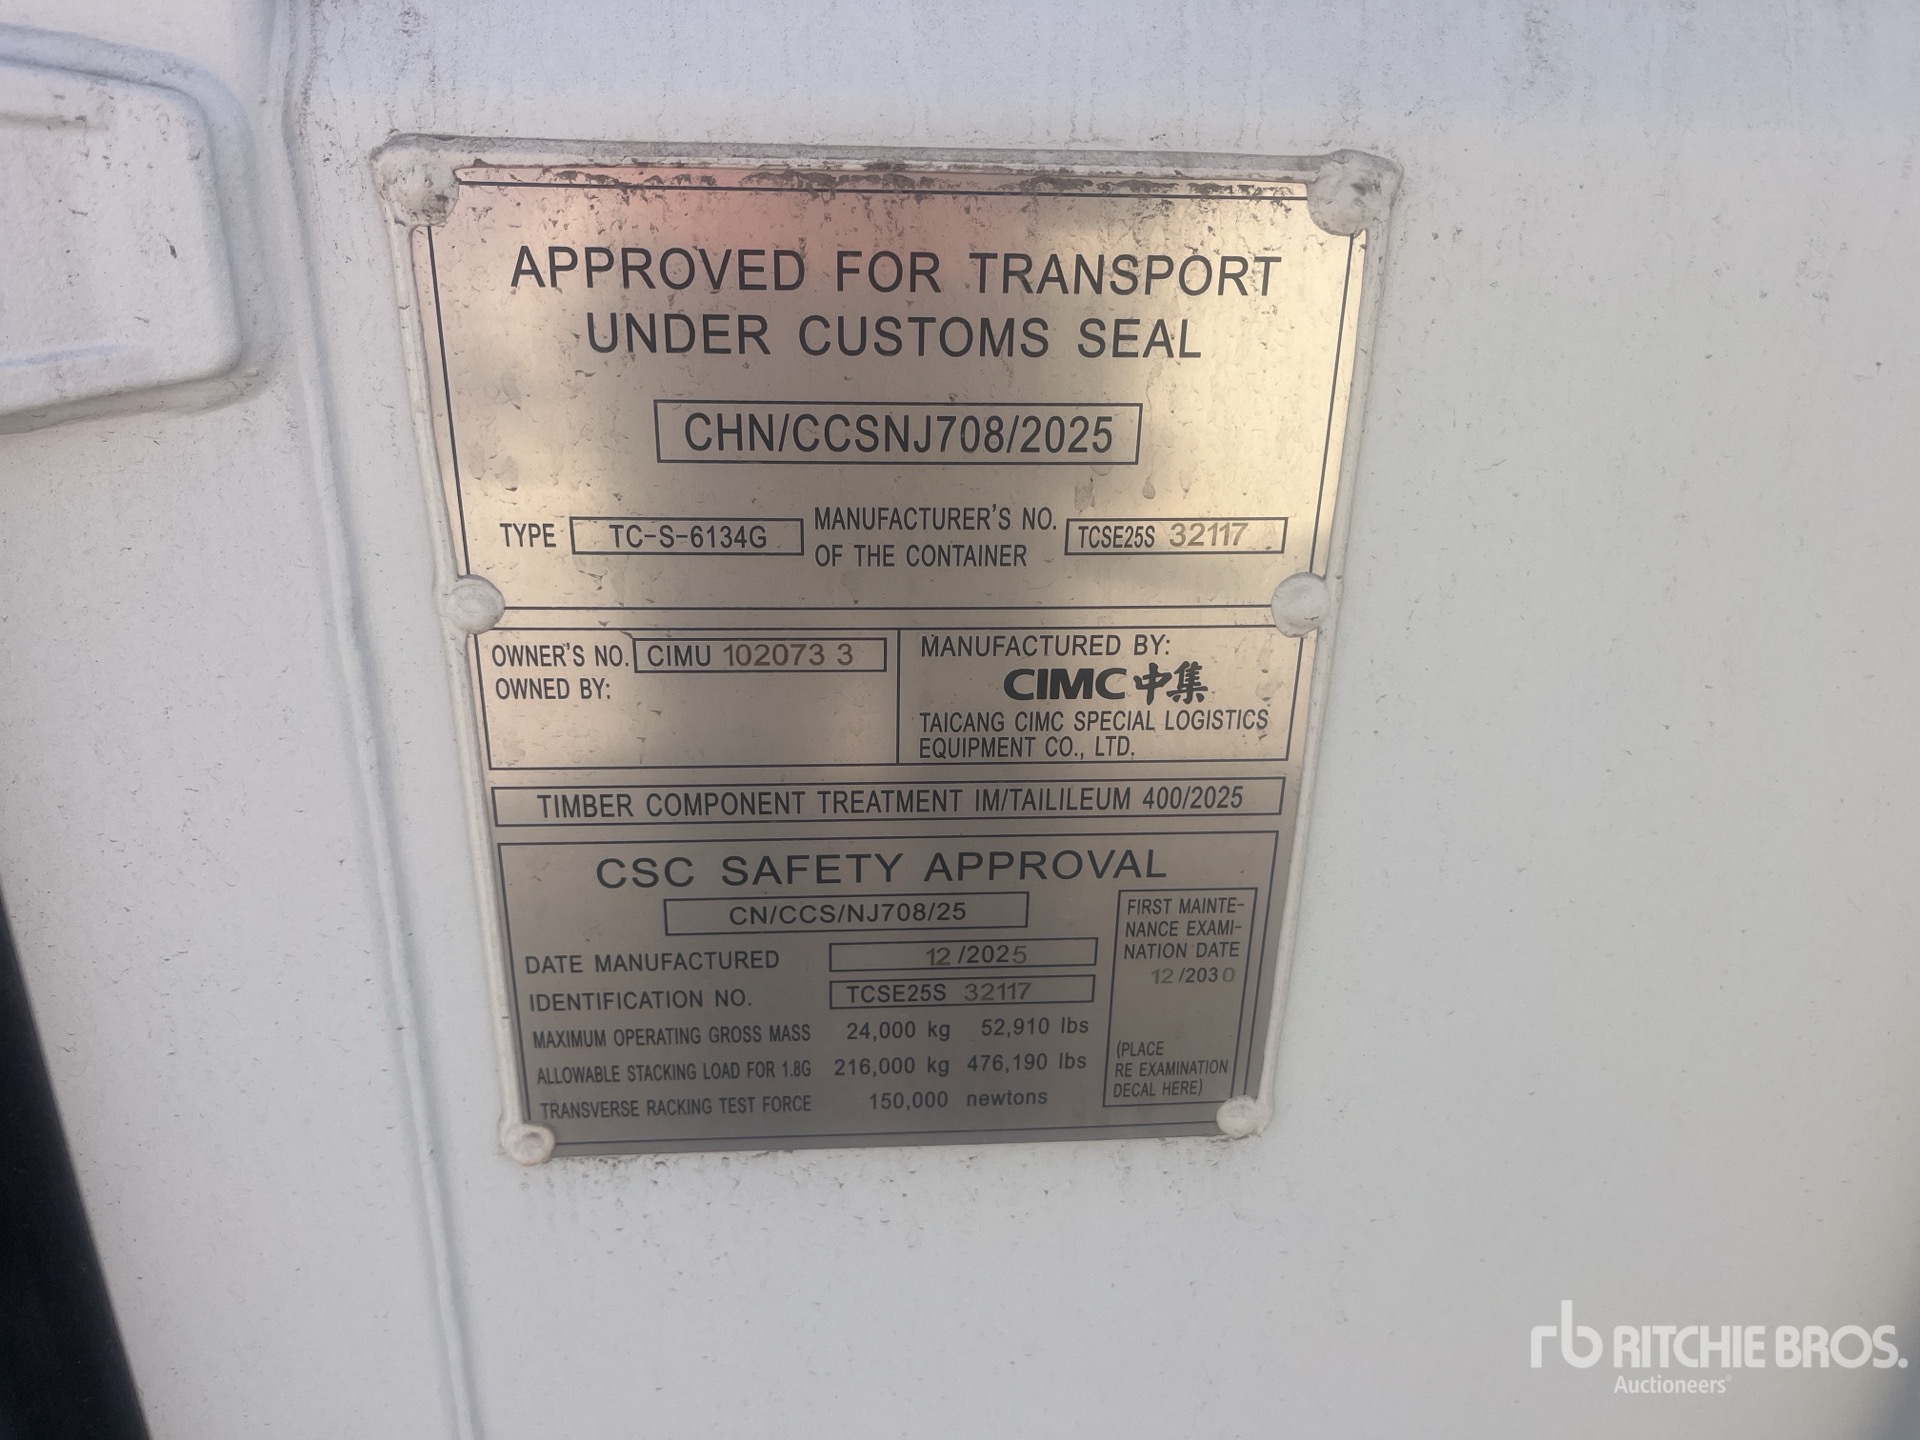 APPROVED FOR TRANSPORT
UNDER CUSTOMS SEAL
CHN/CCSNJ708/2025
TYPE TC-S-6134G MANUFACTURER'S NO. OF THE CONTAINER TCSE25S 32117
OWNER'S NO. CIMU 102073 3
OWNED BY:
MANUFACTURED BY:
CIMC中集
TAICANG CIMC SPECIAL LOGISTICS
EQUIPMENT CO., LTD.
TIMBER COMPONENT TREATMENT IM/TAILILEUM 400/2025
CSC SAFETY APPROVAL
CN/CCS/NJ708/25
DATE MANUFACTURED 12/2025
IDENTIFICATION NO. TCSE25S 32117
MAXIMUM OPERATING GROSS MASS 24,000 kg 52,910 lbs
ALLOWABLE STACKING LOAD FOR 1.8G 216,000 kg 476,190 lbs
TRANSVERSE RACKING TEST FORCE 150,000 newtons
FIRST MAINTE-
NANCE EXAMI-
NATION DATE
12/2030
(PLACE
RE EXAMINATION
DECAL HERE)
rb RITCHIE BROS.
Auctioneers